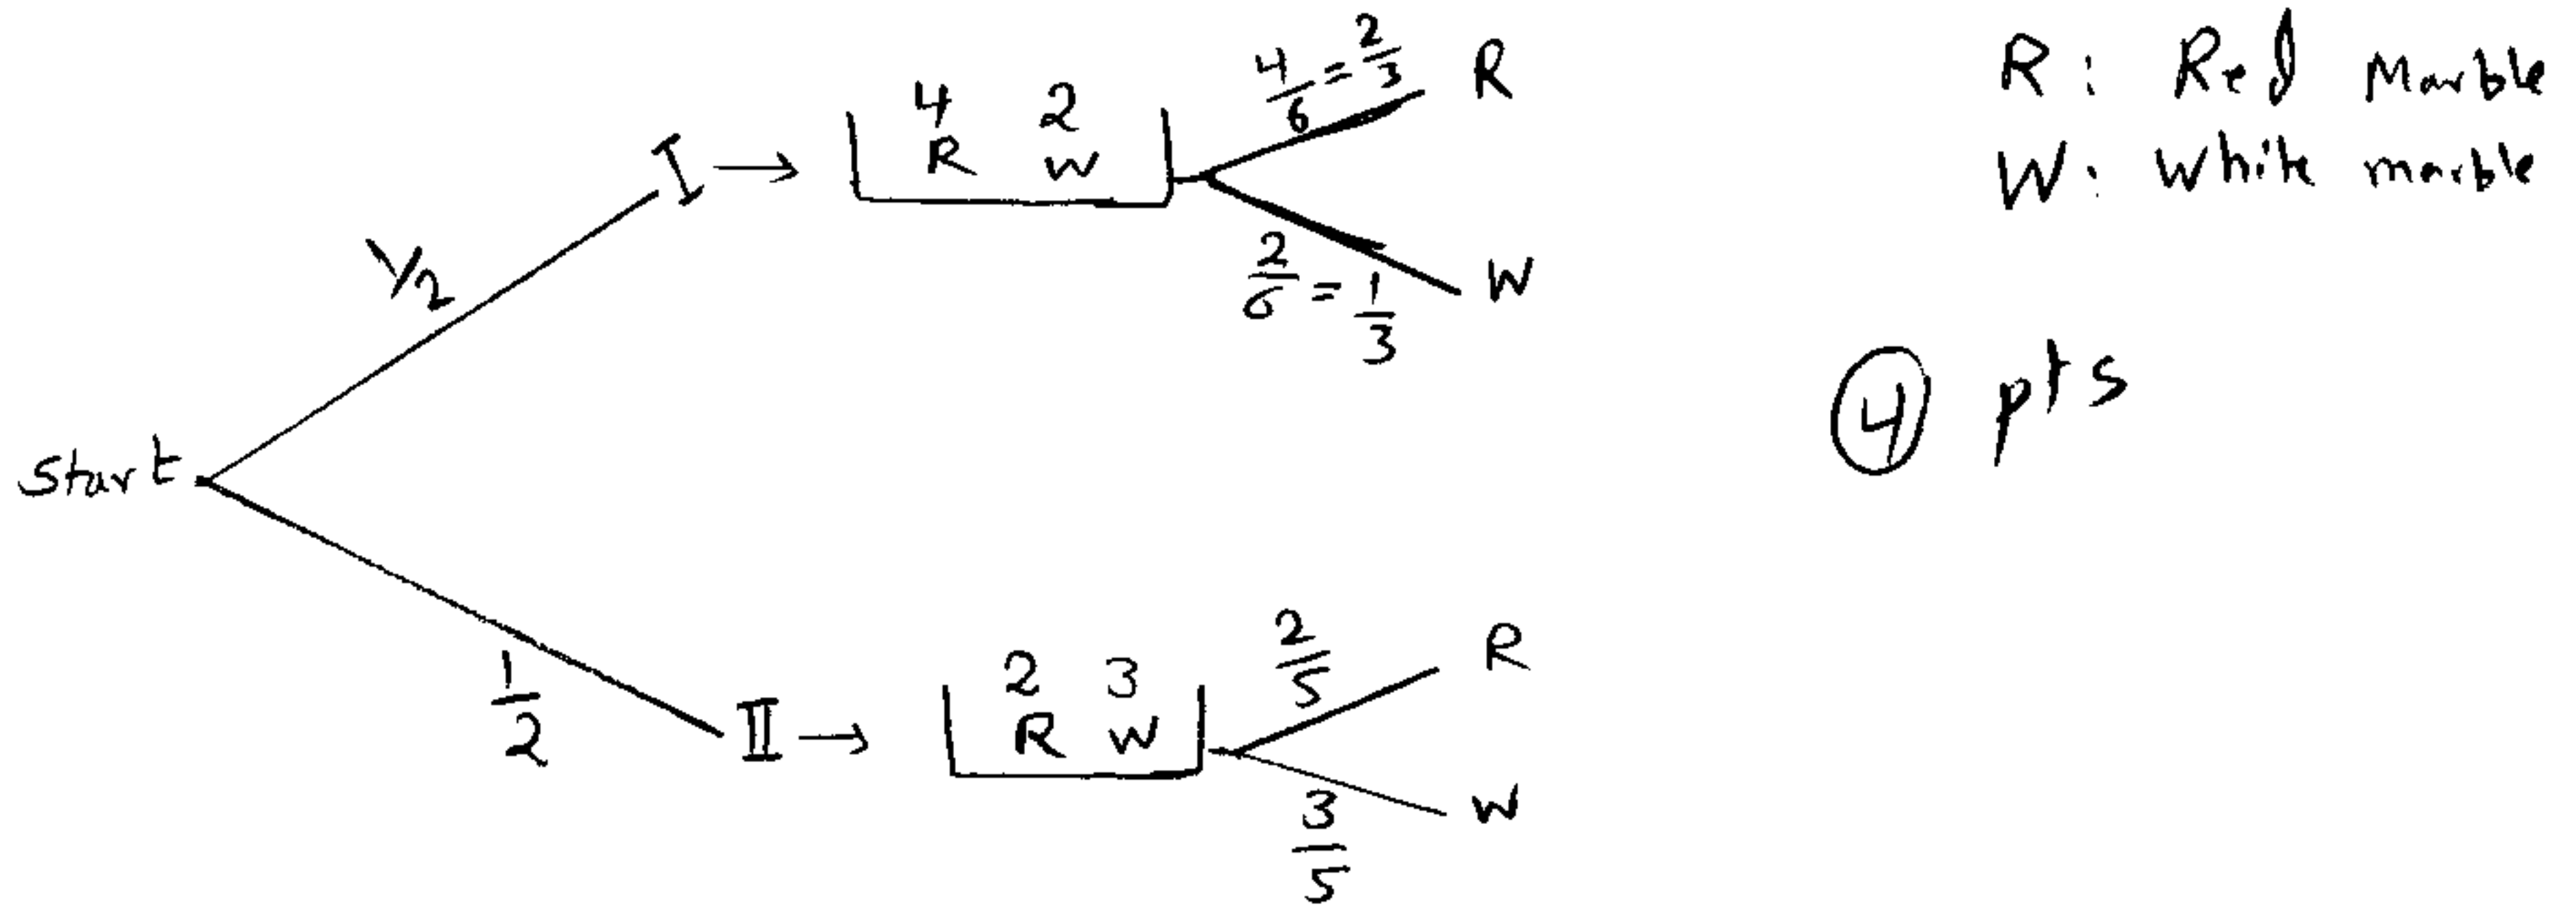 R : Red Marble
W : White marble
4/6 = 2/3 R
4 2
I → R W
2/6 = 1/3 W
1/2
④ pts
Start
1/2
2/5 R
2 3
II → R W
3/5 W